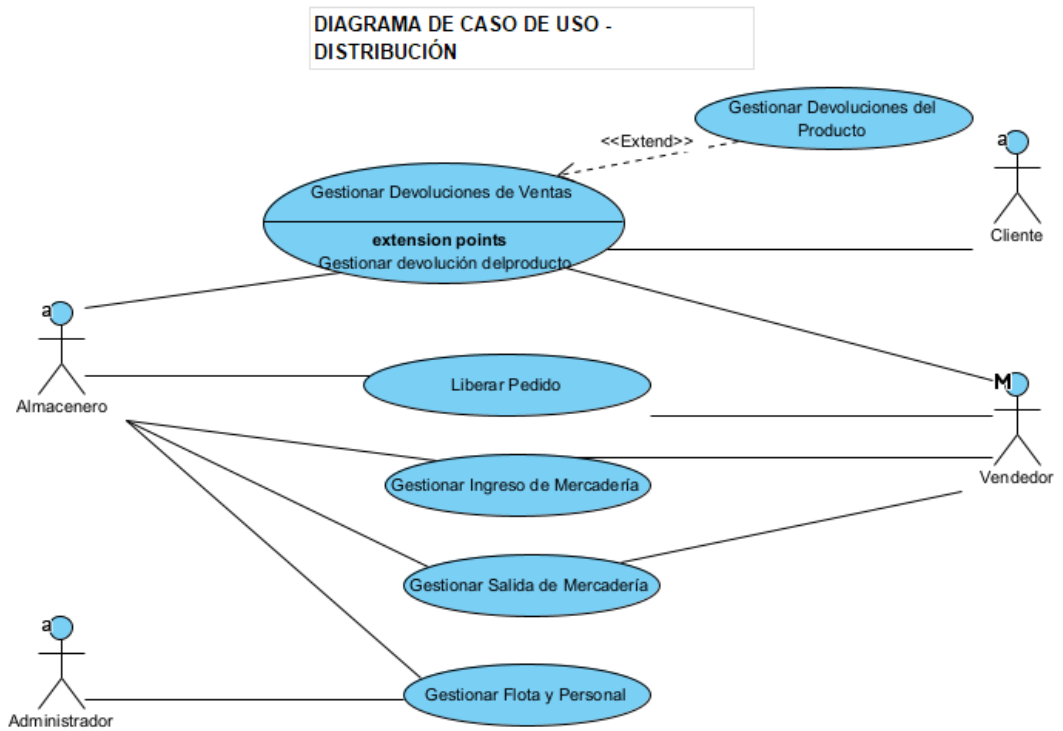 DIAGRAMA DE CASO DE USO -
DISTRIBUCIÓN
Gestionar Devoluciones del
Producto
<<Extend>>
a
Cliente
Gestionar Devoluciones de Ventas
extension points
Gestionar devolución delproducto
a
Almacenero
Liberar Pedido
M
Vendedor
Gestionar Ingreso de Mercadería
Gestionar Salida de Mercadería
a
Administrador
Gestionar Flota y Personal